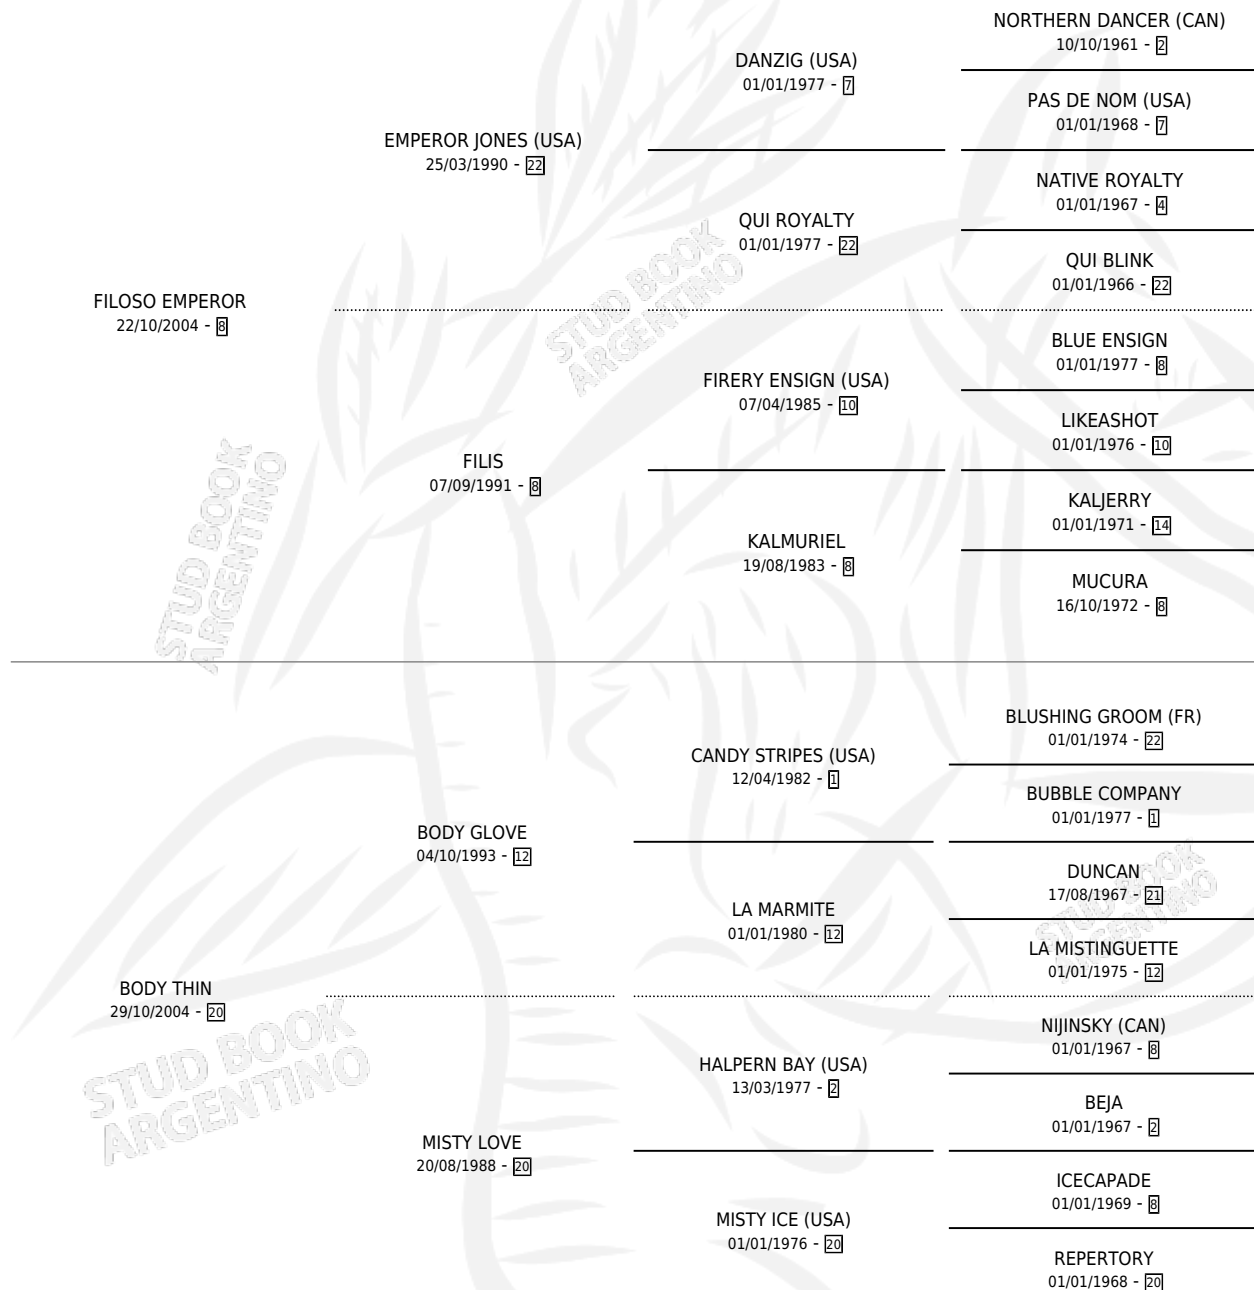 NORTHERN DANCER (CAN)
10/10/1961 - 2
DANZIG (USA)
01/01/1977 - 7
PAS DE NOM (USA)
01/01/1968 - 7
EMPEROR JONES (USA)
25/03/1990 - 22
NATIVE ROYALTY
01/01/1967 - 4
QUI ROYALTY
01/01/1977 - 22
QUI BLINK
01/01/1966 - 22
FILOSO EMPEROR
22/10/2004 - 8
BLUE ENSIGN
01/01/1977 - 8
FIRERY ENSIGN (USA)
07/04/1985 - 10
LIKEASHOT
01/01/1976 - 10
FILIS
07/09/1991 - 8
KALJERRY
01/01/1971 - 14
KALMURIEL
19/08/1983 - 8
MUCURA
16/10/1972 - 8
BLUSHING GROOM (FR)
01/01/1974 - 22
CANDY STRIPES (USA)
12/04/1982 - 1
BUBBLE COMPANY
01/01/1977 - 1
BODY GLOVE
04/10/1993 - 12
DUNCAN
17/08/1967 - 21
LA MARMITE
01/01/1980 - 12
LA MISTINGUETTE
01/01/1975 - 12
BODY THIN
29/10/2004 - 20
NIJINSKY (CAN)
01/01/1967 - 8
HALPERN BAY (USA)
13/03/1977 - 2
BEJA
01/01/1967 - 2
MISTY LOVE
20/08/1988 - 20
ICECAPADE
01/01/1969 - 8
MISTY ICE (USA)
01/01/1976 - 20
REPERTORY
01/01/1968 - 20
STUD BOOK
ARGENTINO
STUD BOOK
ARGENTINO
STUD BOOK
ARGENTINO
STUD BOOK
ARGENTINO